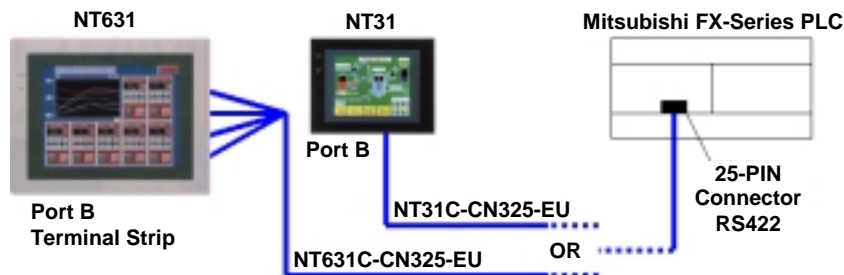 NT631
NT31
Mitsubishi FX-Series PLC
Port B
25-PIN
Connector
RS422
Port B
Terminal Strip
NT31C-CN325-EU
OR
NT631C-CN325-EU